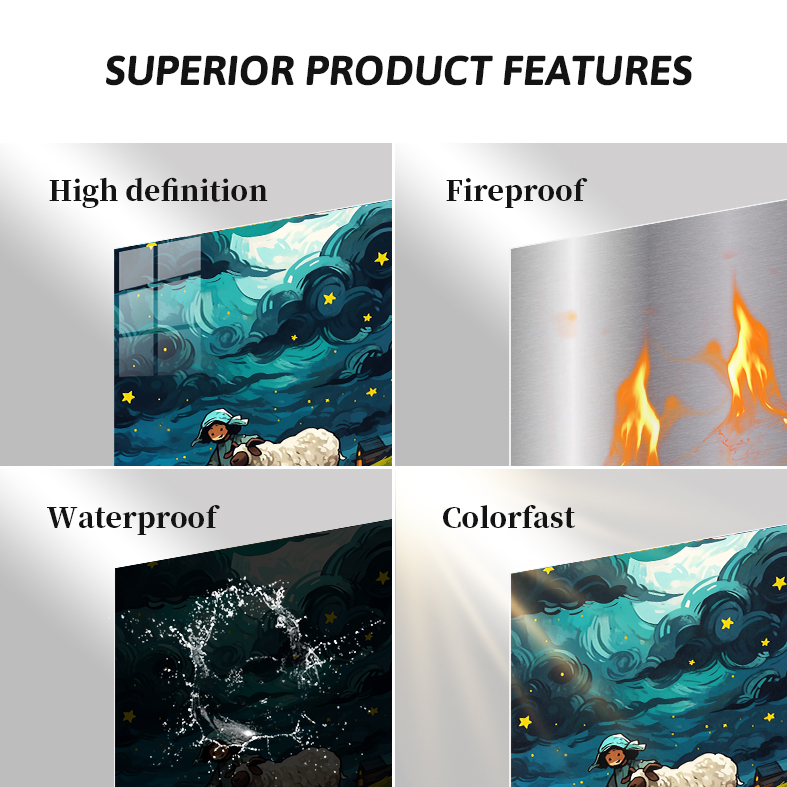 SUPERIOR PRODUCT FEATURES
High definition
Fireproof
Waterproof
Colorfast